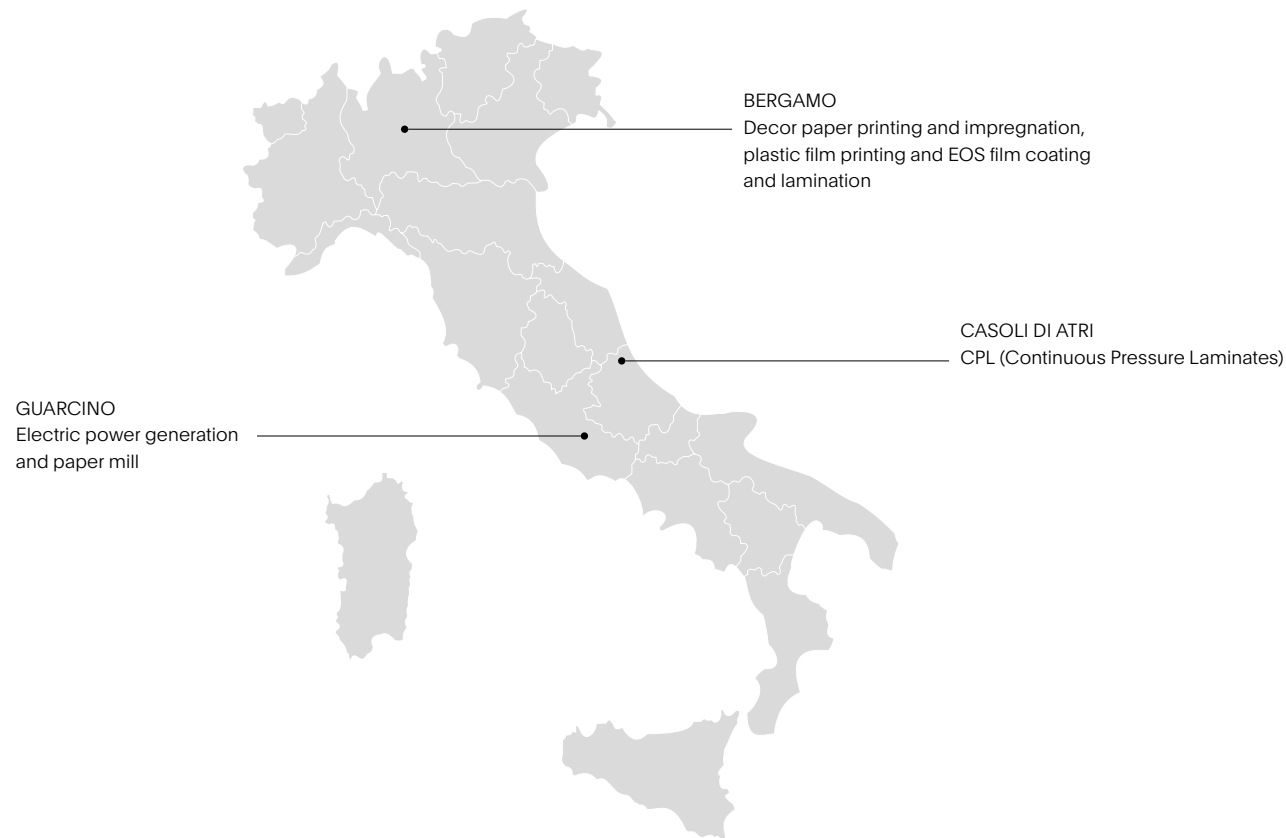 BERGAMO
Decor paper printing and impregnation,
plastic film printing and EOS film coating
and lamination
CASOLI DI ATRI
CPL (Continuous Pressure Laminates)
GUARCINO
Electric power generation
and paper mill